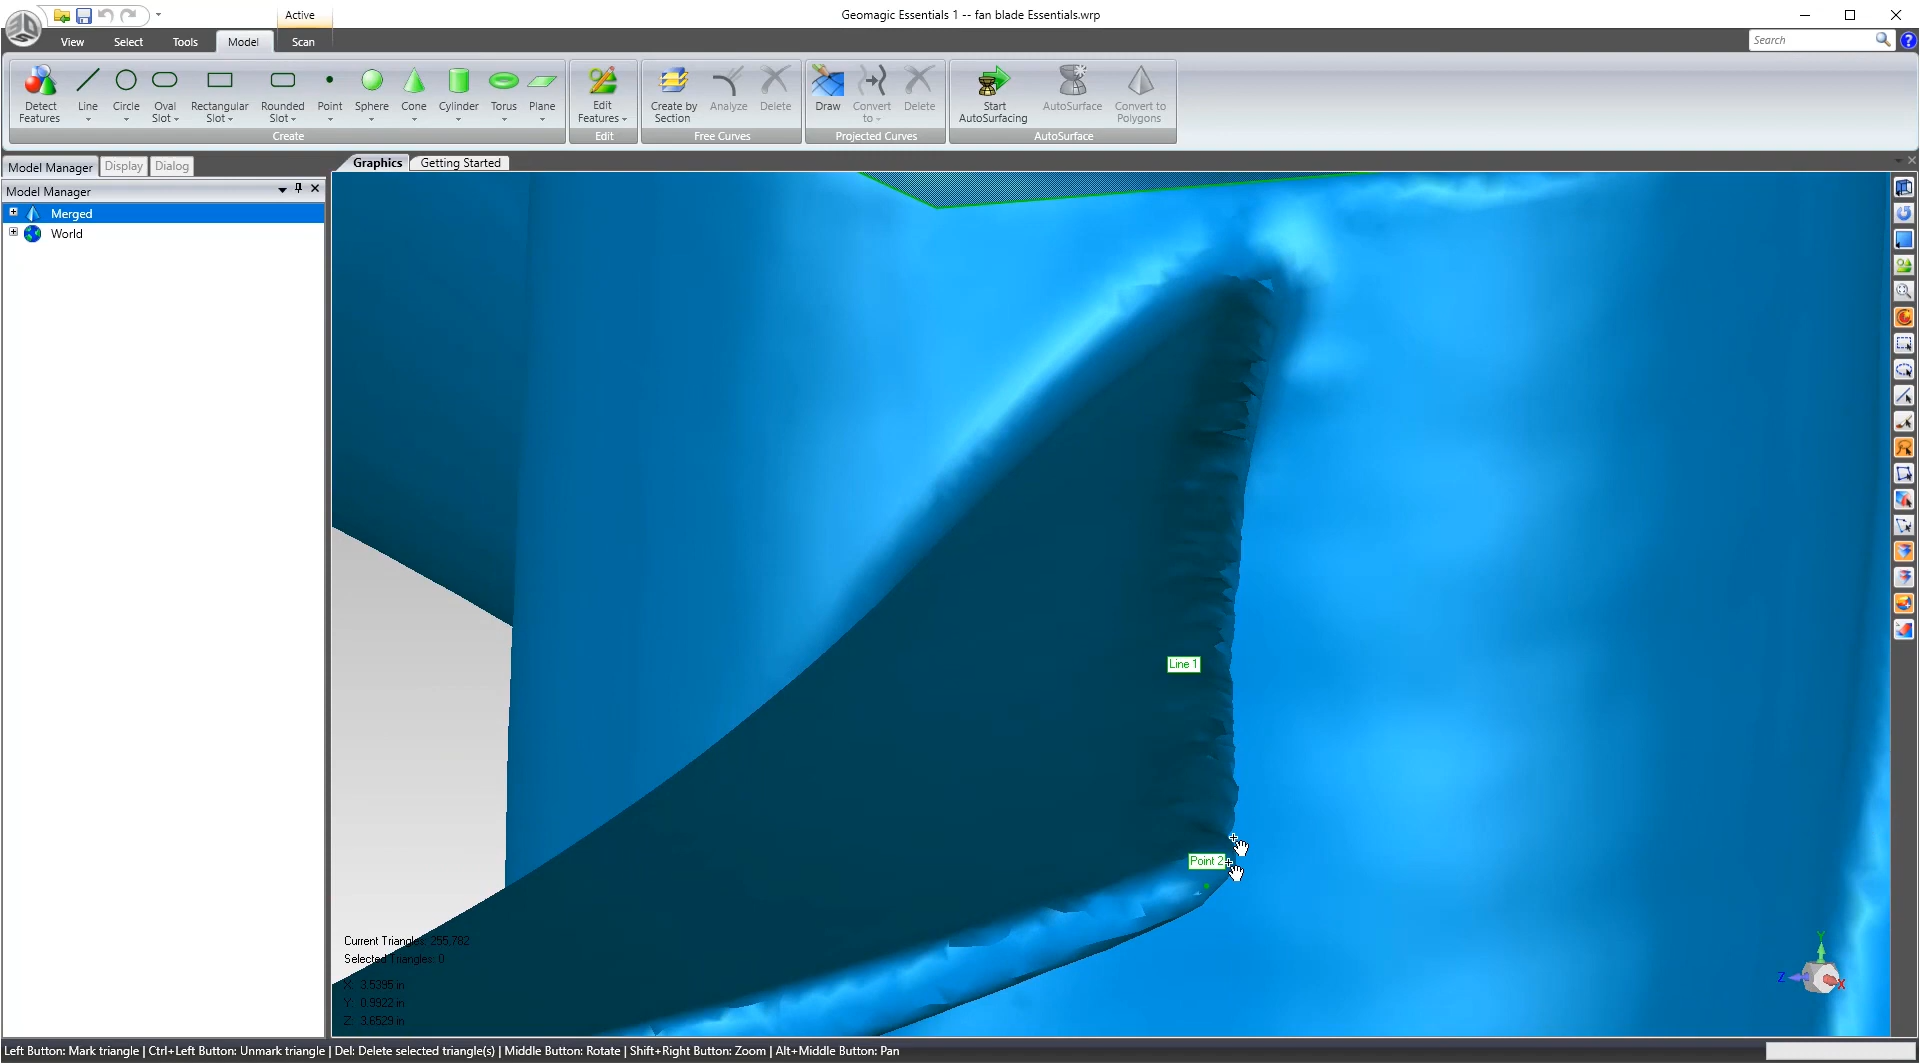 Active
Geomagic Essentials 1 -- fan blade Essentials.wrp
View Select Tools Model Scan
Search
Detect Features
Line
Circle
Oval Slot
Rectangular Slot
Rounded Slot
Point
Sphere
Cone
Cylinder
Torus
Plane
Create
Edit Features
Edit
Create by Section
Analyze
Delete
Free Curves
Draw
Convert to
Delete
Projected Curves
Start AutoSurfacing
AutoSurface
Convert to Polygons
AutoSurface
Model Manager Display Dialog
Graphics Getting Started
Model Manager
Merged
World
Line 1
Point 2
Current Triangles: 255,782
Selected Triangles: 0
X: 3.5395 in
Y: 0.9922 in
Z: 3.6529 in
Y
Z
X
Left Button: Mark triangle | Ctrl+Left Button: Unmark triangle | Del: Delete selected triangle(s) | Middle Button: Rotate | Shift+Right Button: Zoom | Alt+Middle Button: Pan